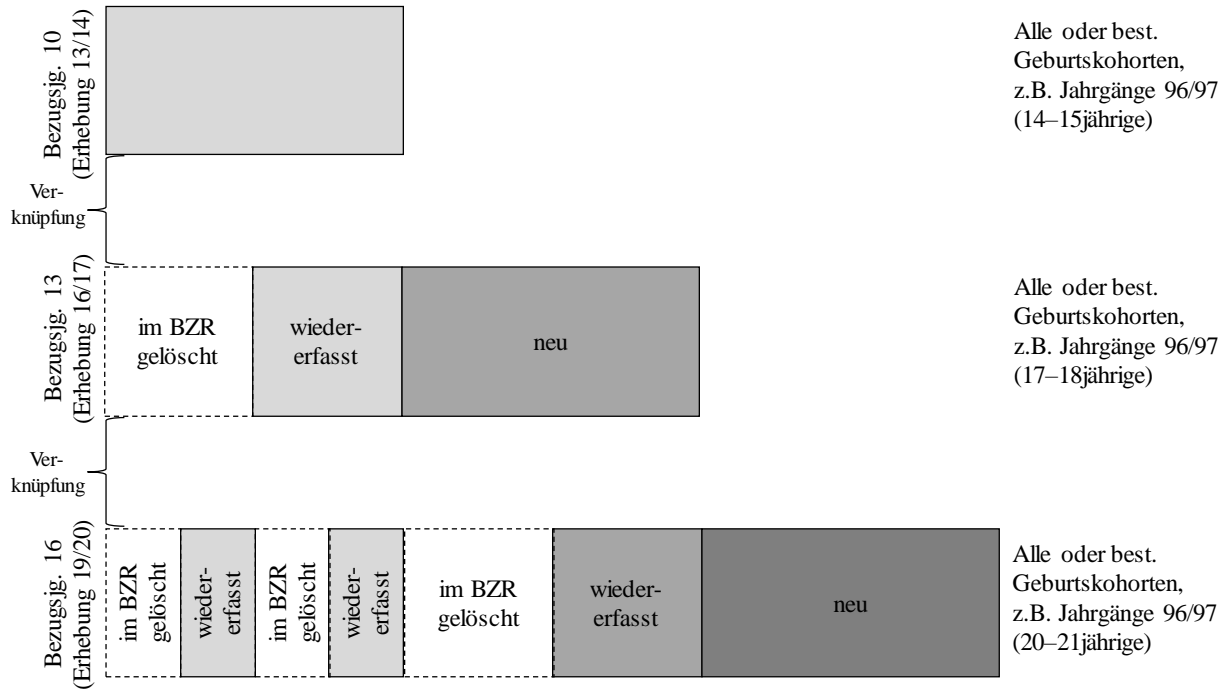 Bezugsjg. 10
(Erhebung 13/14)
Alle oder best.
Geburtskohorten,
z.B. Jahrgänge 96/97
(14–15jährige)
Ver-
knüpfung
Bezugsjg. 13
(Erhebung 16/17)
im BZR
gelöscht
wieder-
erfasst
neu
Alle oder best.
Geburtskohorten,
z.B. Jahrgänge 96/97
(17–18jährige)
Ver-
knüpfung
Bezugsjg. 16
(Erhebung 19/20)
im BZR
gelöscht
wieder-
erfasst
im BZR
gelöscht
wieder-
erfasst
im BZR
gelöscht
wieder-
erfasst
neu
Alle oder best.
Geburtskohorten,
z.B. Jahrgänge 96/97
(20–21jährige)